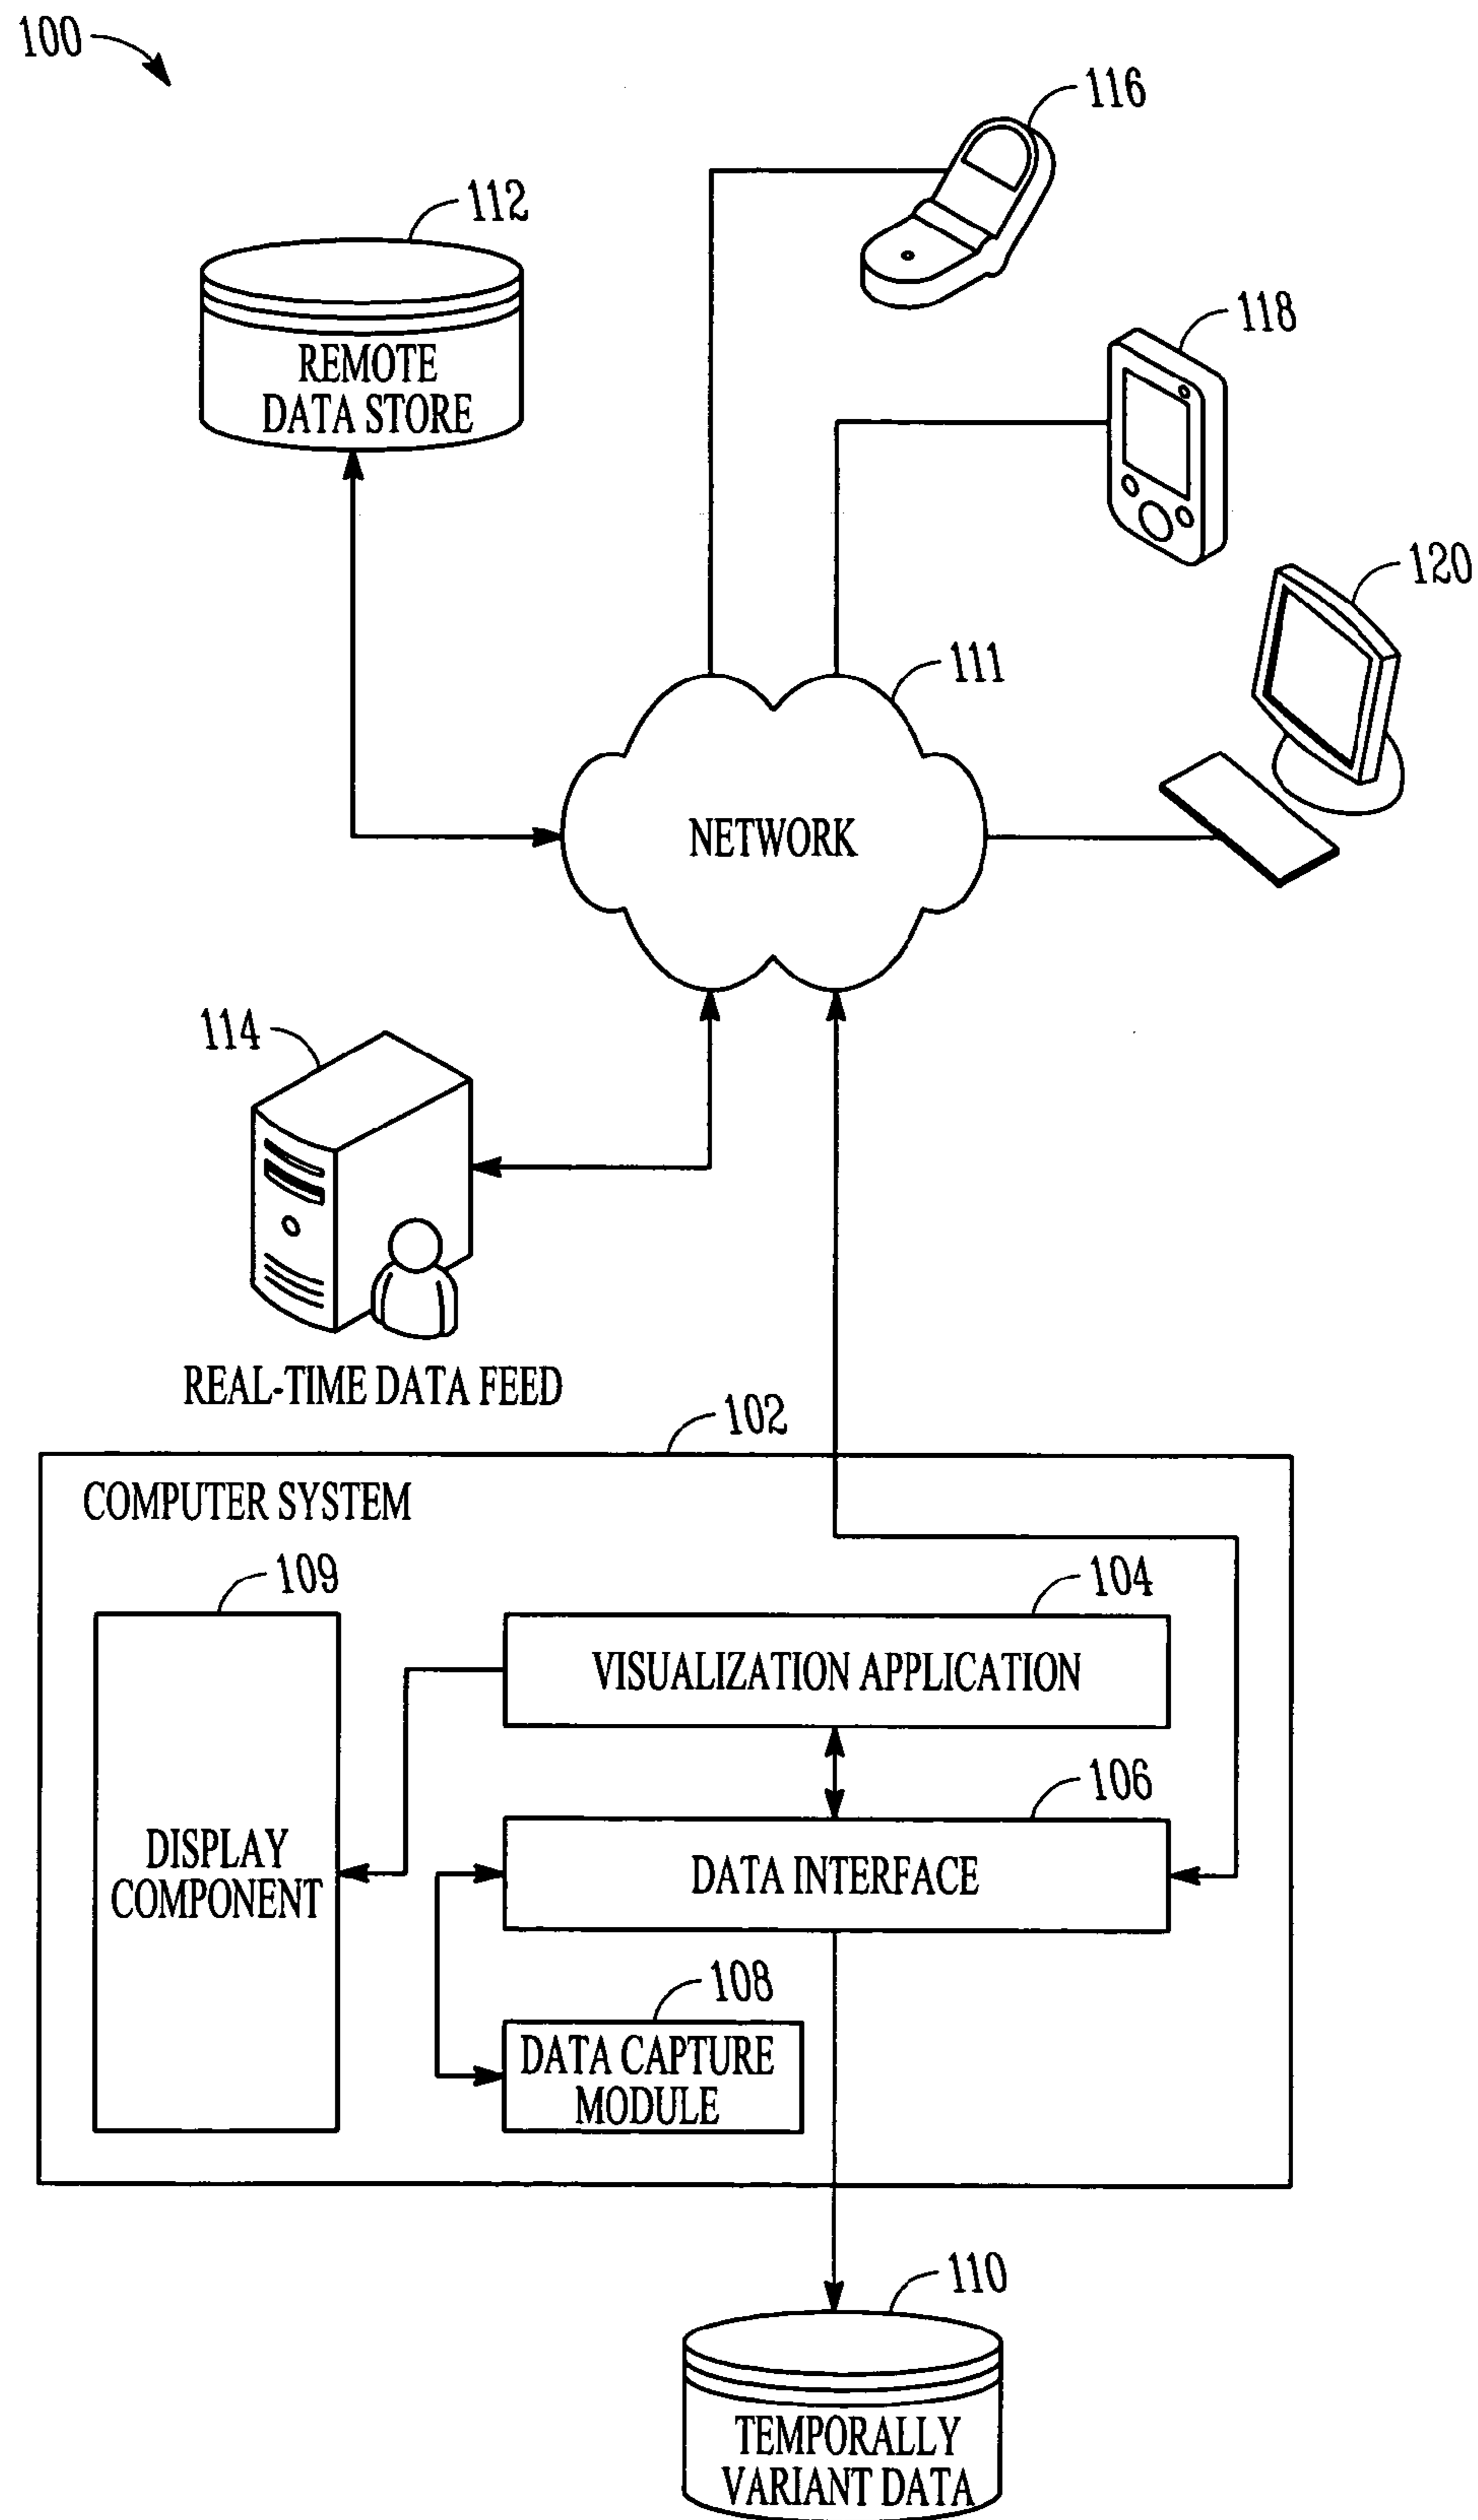 100
116
112
REMOTE
DATA STORE
118
120
111
NETWORK
114
REAL-TIME DATA FEED
102
COMPUTER SYSTEM
109
104
VISUALIZATION APPLICATION
106
DISPLAY
COMPONENT
DATA INTERFACE
108
DATA CAPTURE
MODULE
110
TEMPORALLY
VARIANT DATA